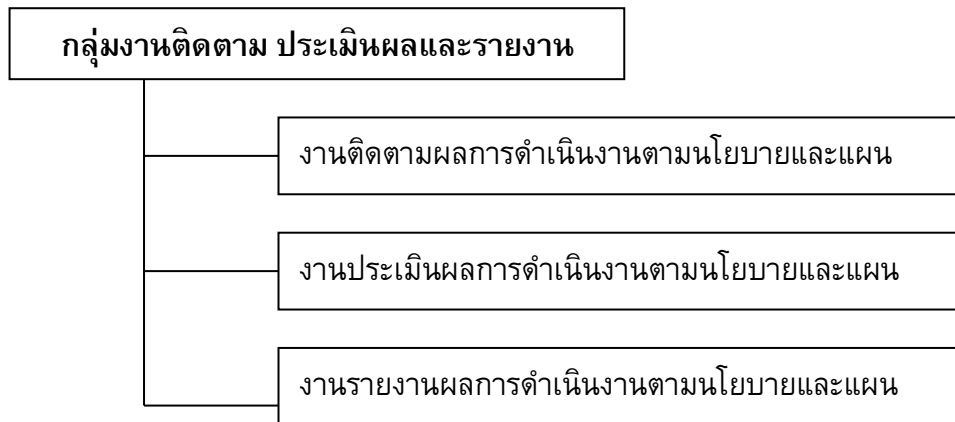 กลุ่มงานติดตาม ประเมินผลและรายงาน
งานติดตามผลการดำเนินงานตามนโยบายและแผน
งานประเมินผลการดำเนินงานตามนโยบายและแผน
งานรายงานผลการดำเนินงานตามนโยบายและแผน